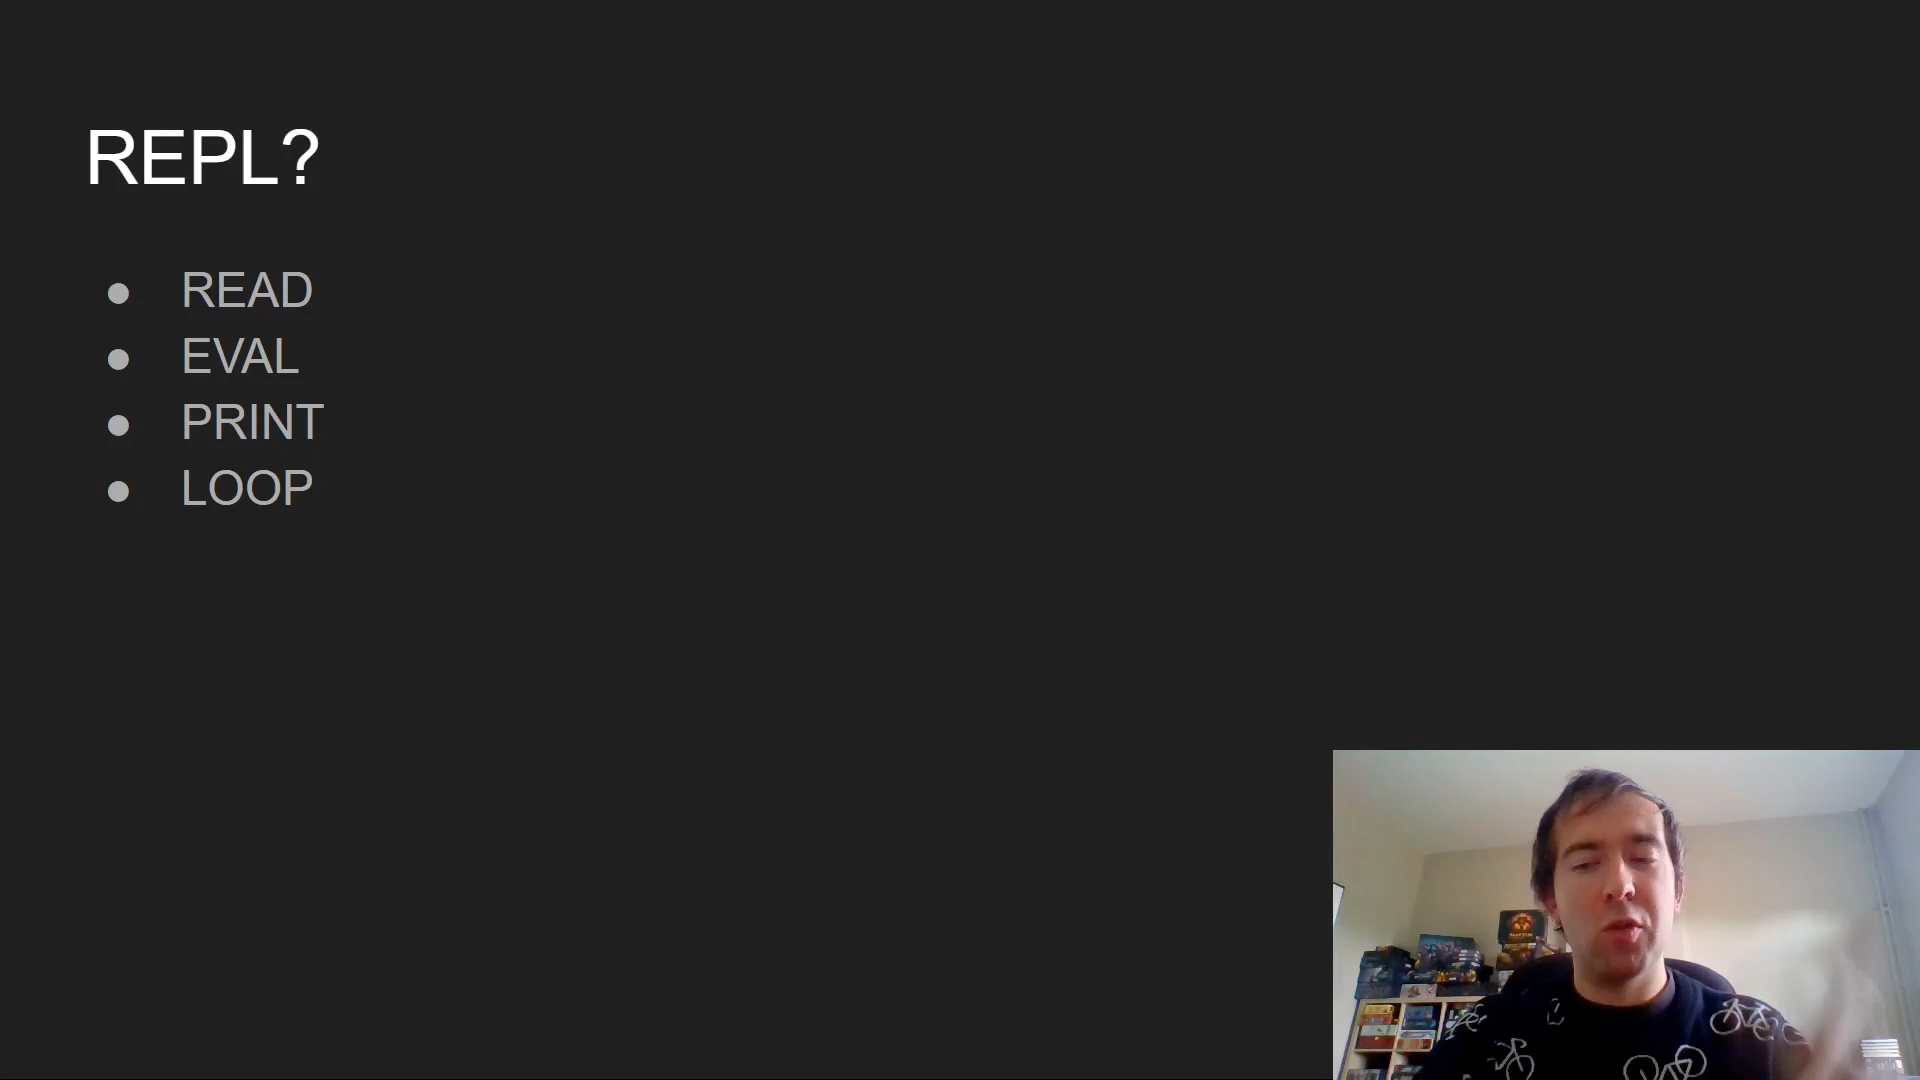 REPL?
● READ
● EVAL
● PRINT
● LOOP